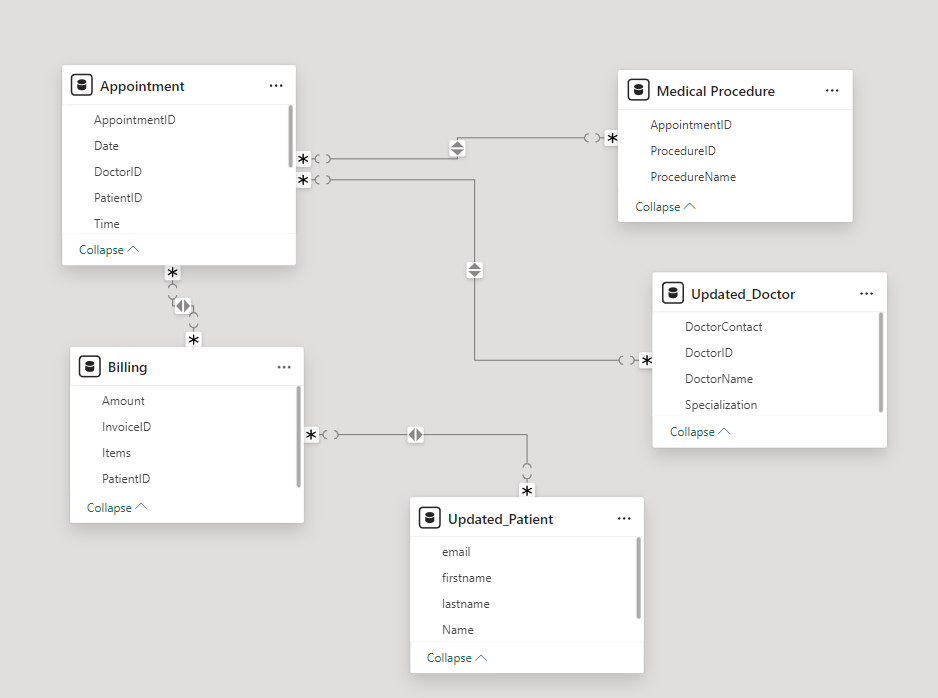 Appointment
AppointmentID
Date
DoctorID
PatientID
Time
Collapse
Medical Procedure
AppointmentID
ProcedureID
ProcedureName
Collapse
Updated_Doctor
DoctorContact
DoctorID
DoctorName
Specialization
Collapse
Billing
Amount
InvoiceID
Items
PatientID
Collapse
Updated_Patient
email
firstname
lastname
Name
Collapse